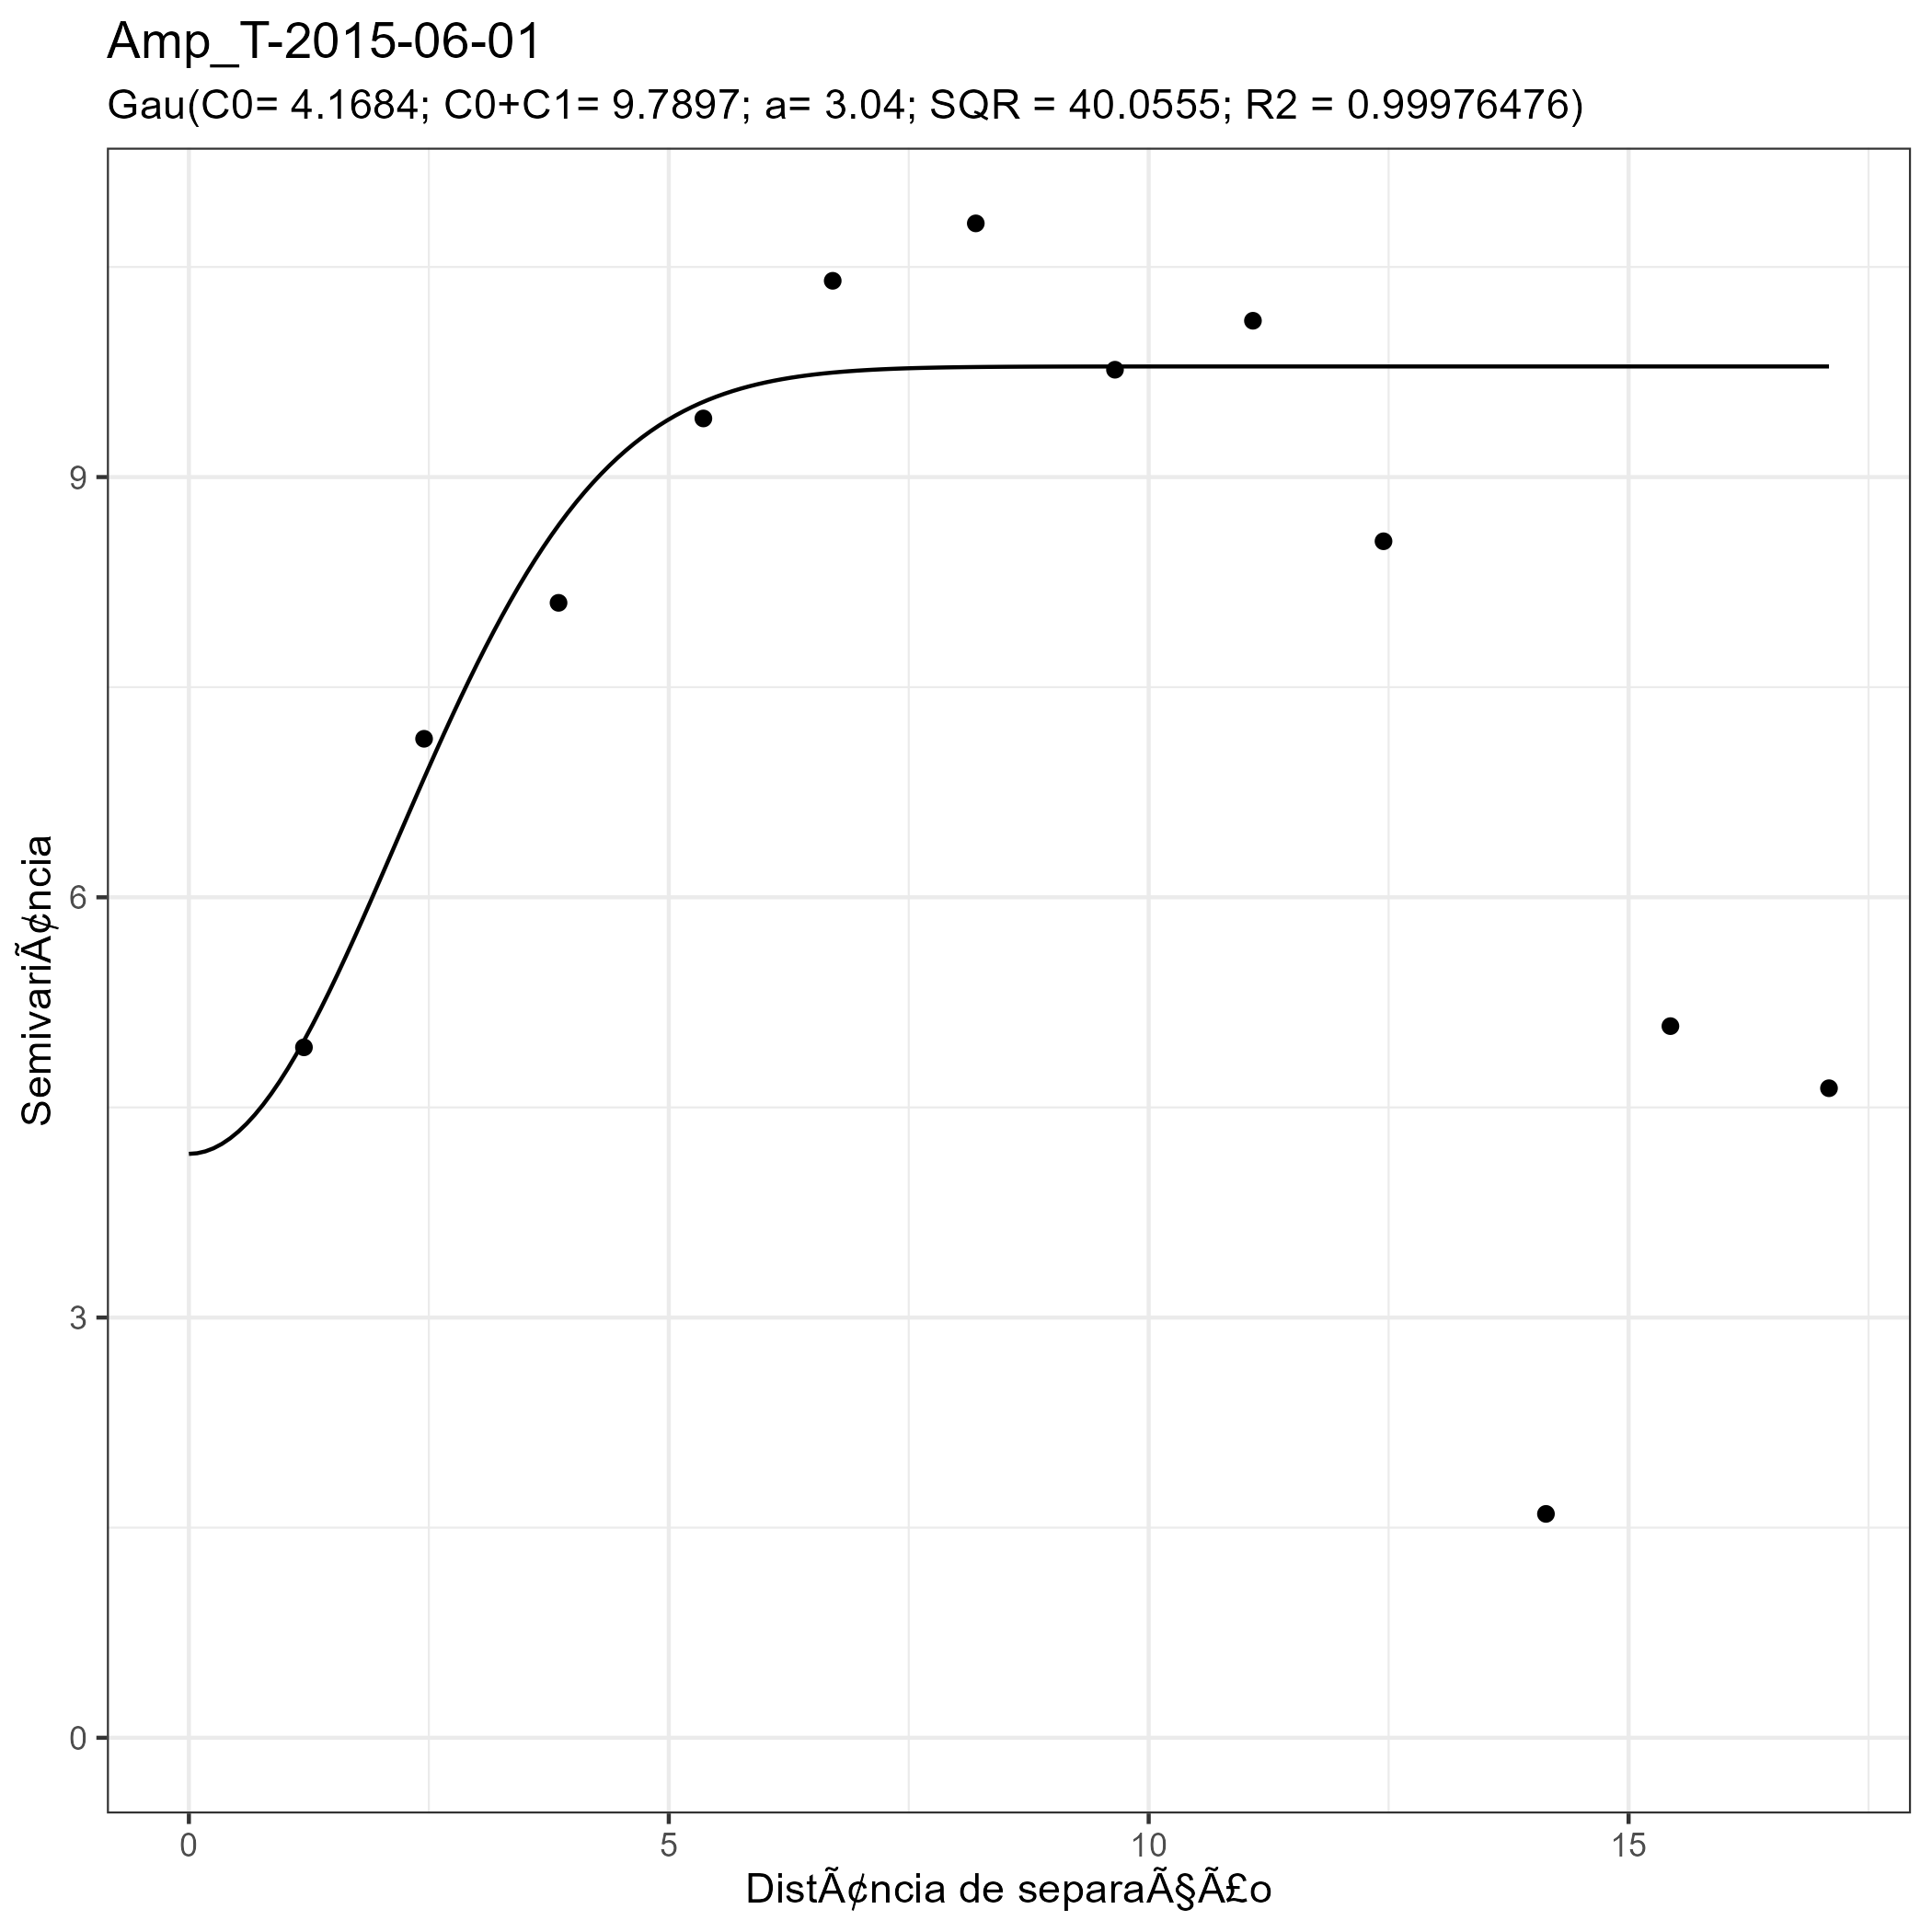 Amp_T-2015-06-01
Gau(C0= 4.1684; C0+C1= 9.7897; a= 3.04; SQR = 40.0555; R2 = 0.99976476)
SemivariÃ¢ncia
9
6
3
0
0 5 10 15
DistÃ¢ncia de separaÃ§Ã£o